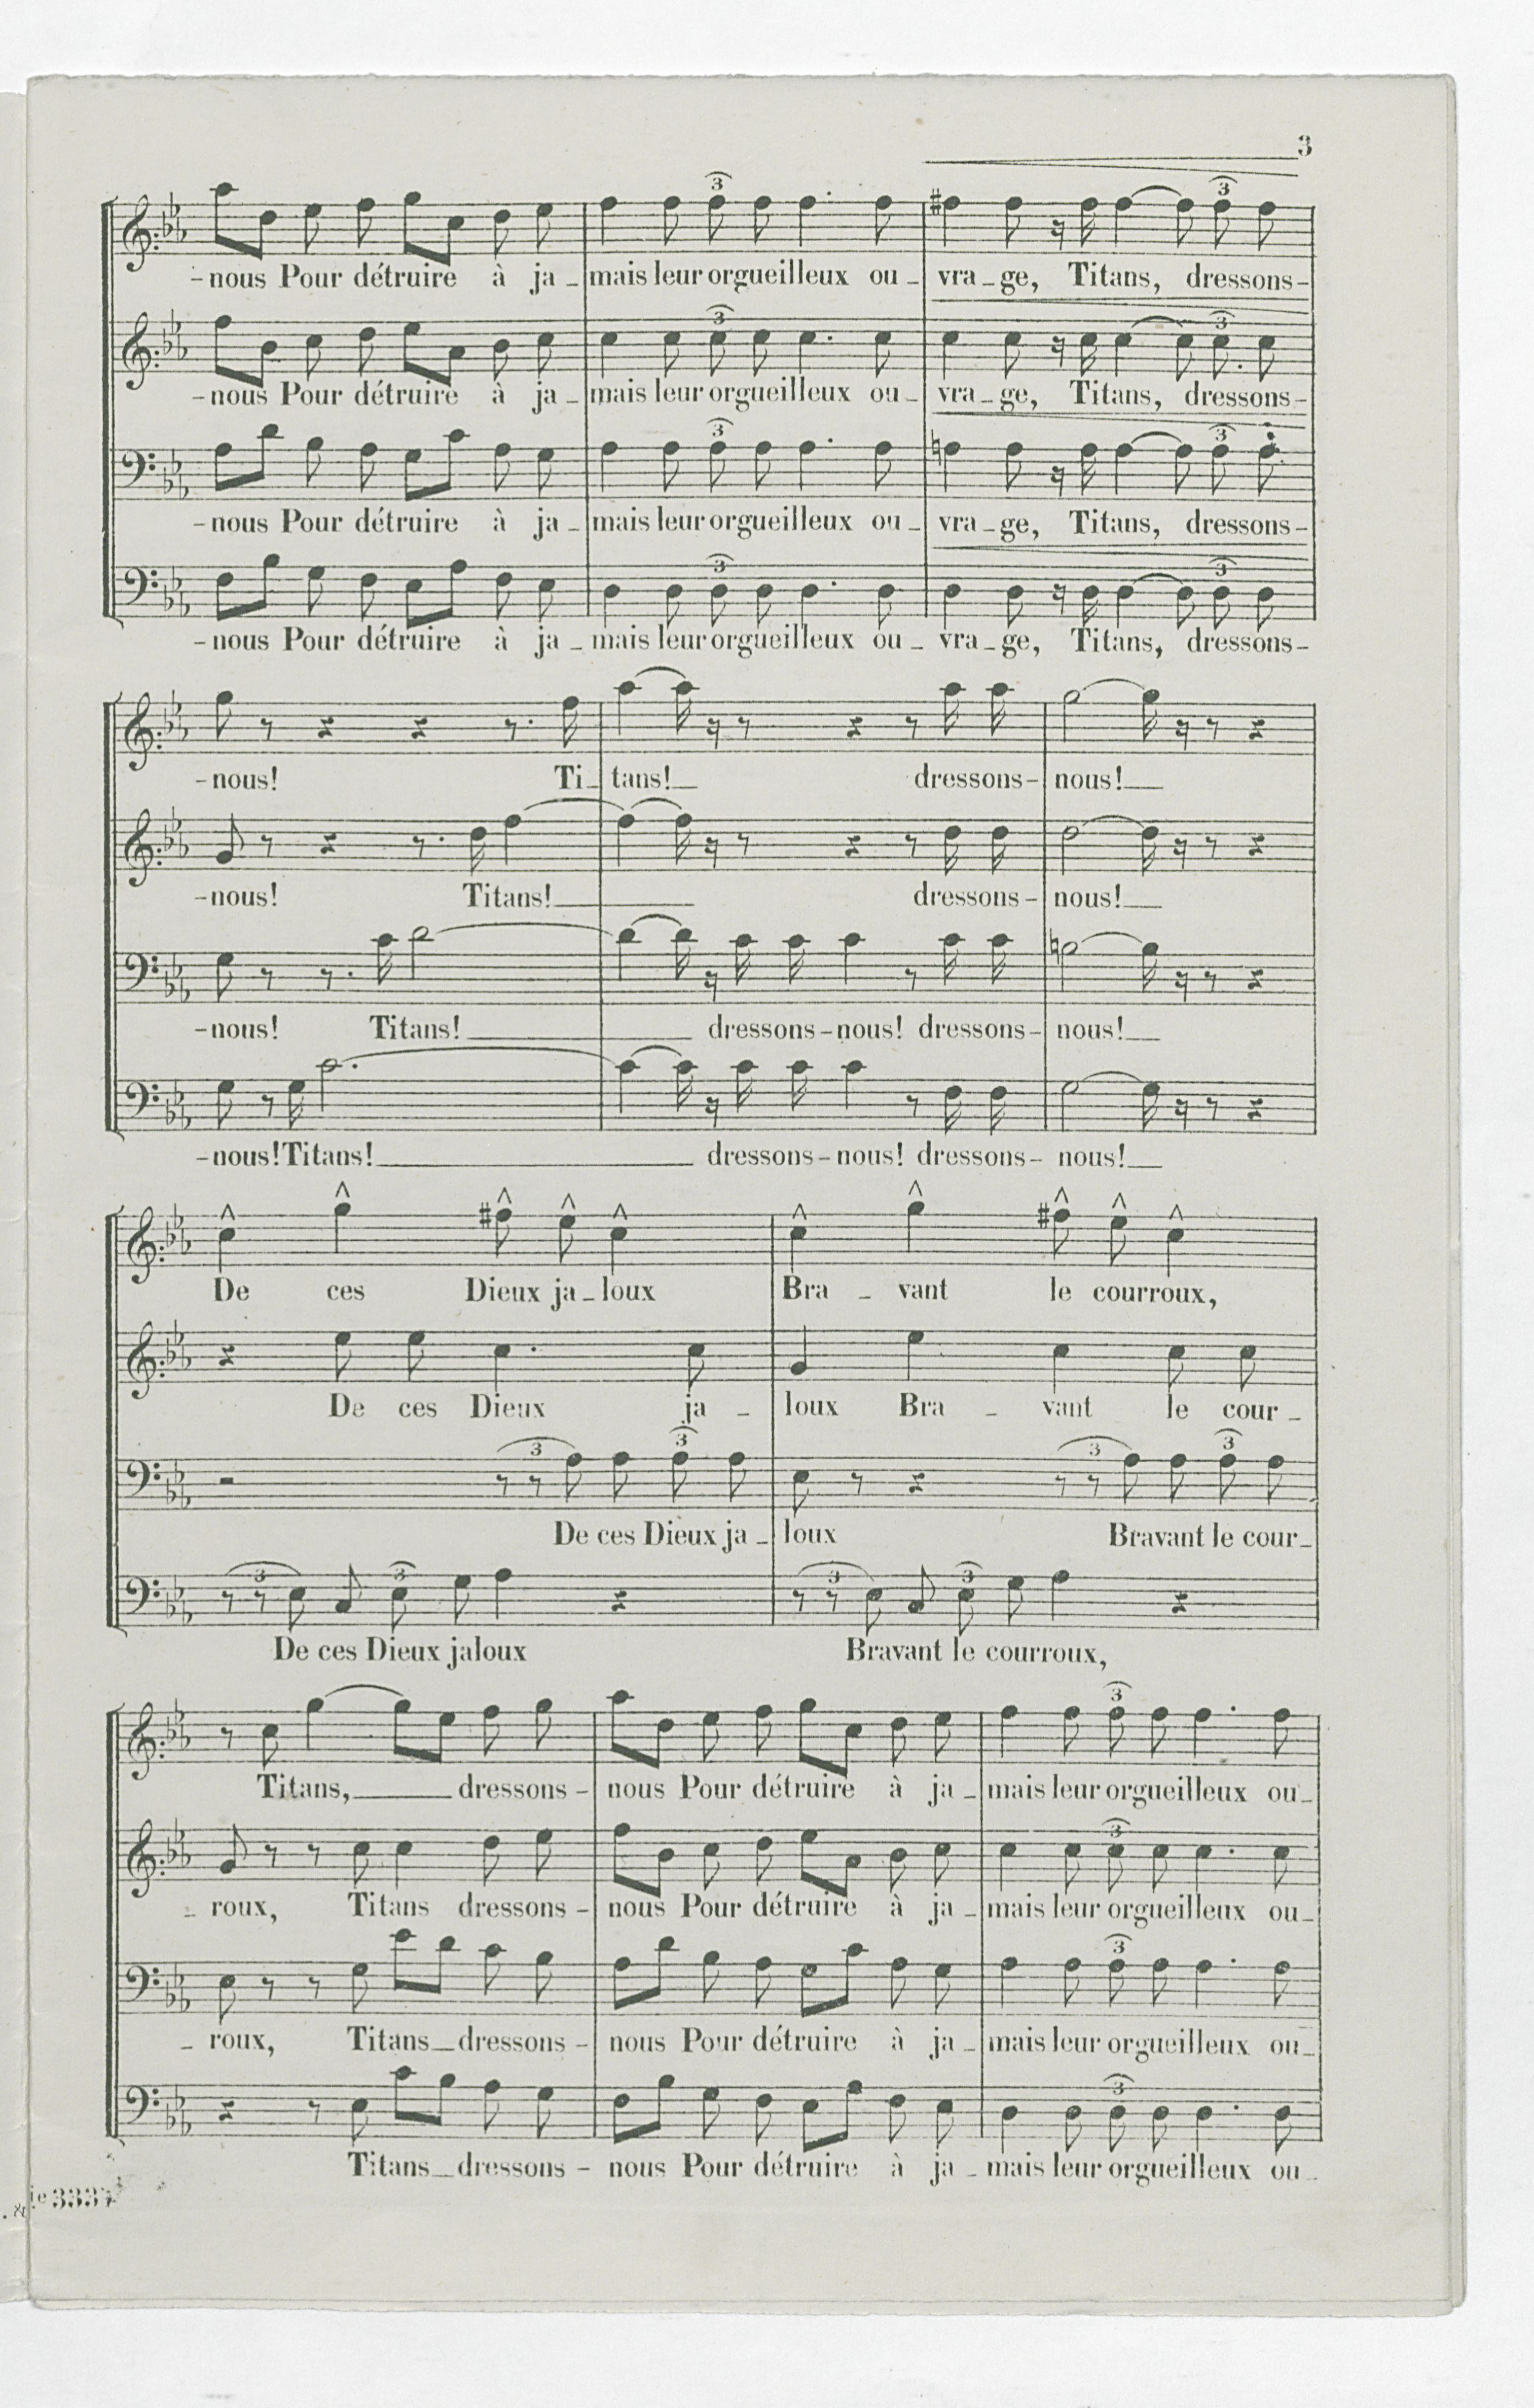 3
-nous Pour détruire à ja_mais leur orgueilleux ou_vra_ge, Titans, dressons-
-nous Pour détruire à ja_mais leur orgueilleux ou_vra_ge, Titans, dressons-
-nous Pour détruire à ja_mais leur orgueilleux ou_vra_ge, Titans, dressons-
-nous Pour détruire à ja_mais leur orgueilleux ou_vra_ge, Titans, dressons-
-nous! Ti_tans!_ dressons-nous!_
-nous! Titans!_ dressons-nous!_
-nous! Titans!_ dressons-nous! dressons-nous!_
-nous! Titans!_ dressons-nous! dressons-nous!_
De ces Dieux ja_loux Bra_vant le courroux,
De ces Dieux ja_loux Bra_vant le cour_
De ces Dieux ja_loux Bravant le cour_
De ces Dieux jaloux Bravant le courroux,
Titans,_ dressons-nous Pour détruire à ja_mais leur orgueilleux ou_
_roux, Titans dressons-nous Pour détruire à ja_mais leur orgueilleux ou_
_roux, Titans_dressons-nous Pour détruire à ja_mais leur orgueilleux ou_
Titans_dressons-nous Pour détruire à ja_mais leur orgueilleux ou_